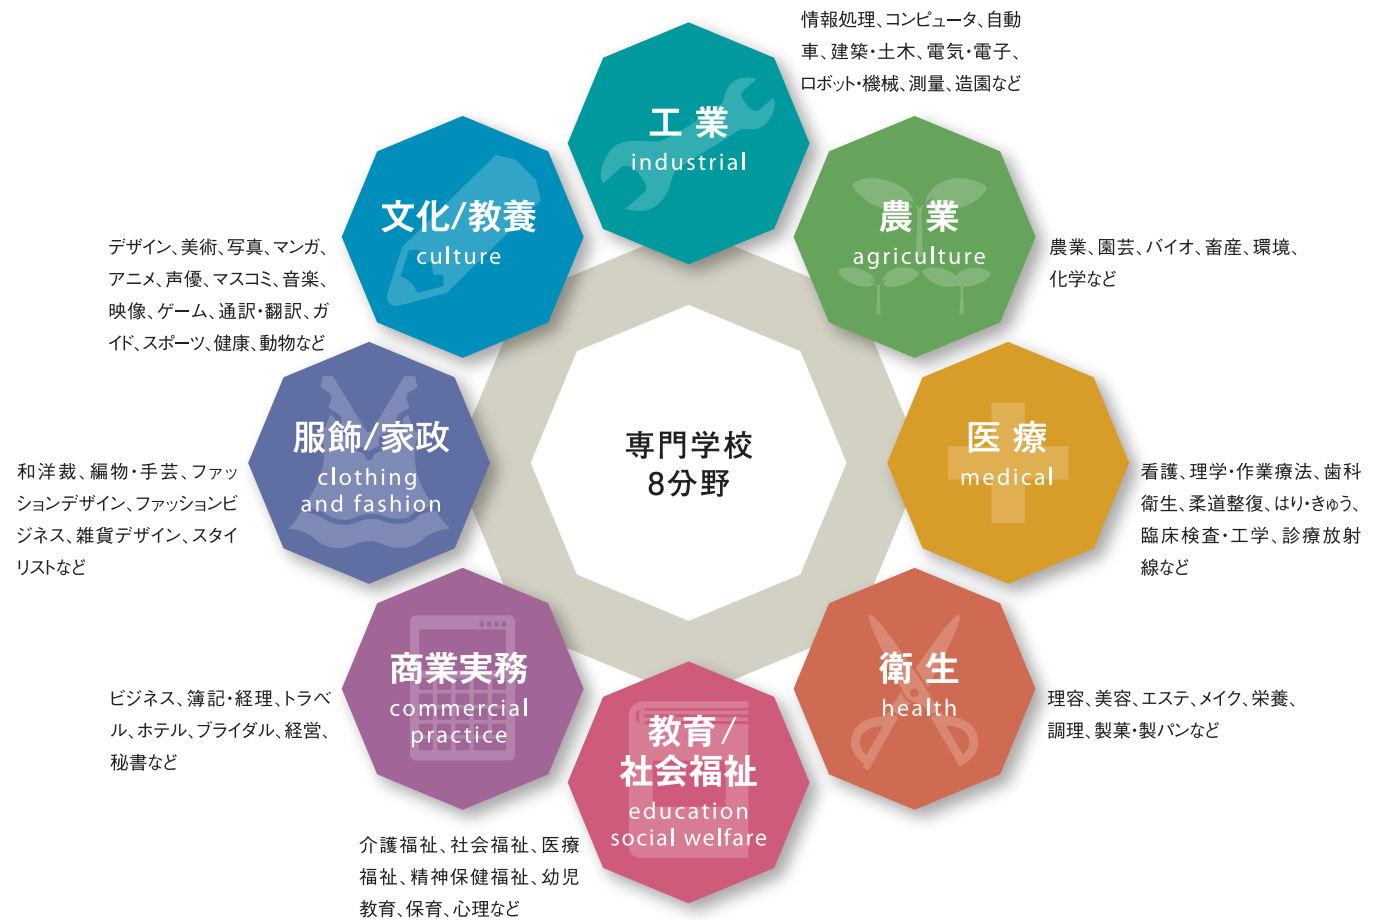 情報処理、コンピュータ、自動
車、建築・土木、電気・電子、
ロボット・機械、測量、造園など
工業
industrial
農業
agriculture
農業、園芸、バイオ、畜産、環境、
化学など
医療
medical
看護、理学・作業療法、歯科
衛生、柔道整復、はり・きゅう、
臨床検査・工学、診療放射
線など
衛生
health
理容、美容、エステ、メイク、栄養、
調理、製菓・製パンなど
教育/
社会福祉
education
social welfare
介護福祉、社会福祉、医療
福祉、精神保健福祉、幼児
教育、保育、心理など
商業実務
commercial
practice
ビジネス、簿記・経理、トラベ
ル、ホテル、ブライダル、経営、
秘書など
服飾/家政
clothing
and fashion
和洋裁、編物・手芸、ファッ
ションデザイン、ファッションビ
ジネス、雑貨デザイン、スタイ
リストなど
文化/教養
culture
デザイン、美術、写真、マンガ、
アニメ、声優、マスコミ、音楽、
映像、ゲーム、通訳・翻訳、ガ
イド、スポーツ、健康、動物など
専門学校
8分野